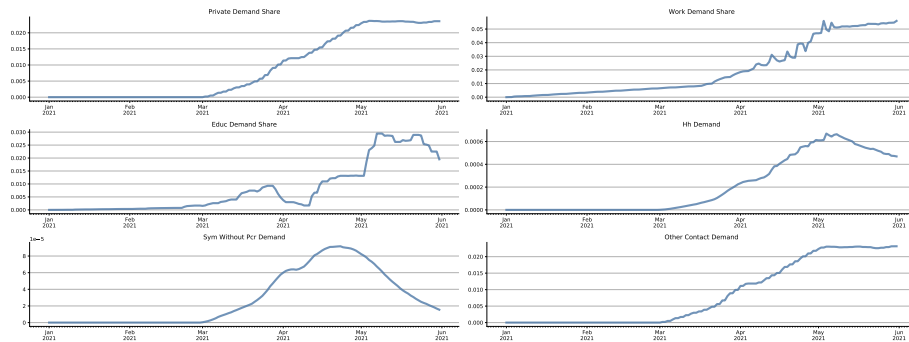 Private Demand Share
0.020
0.015
0.010
0.005
0.000
Jan Feb Mar Apr May Jun
2021 2021 2021 2021 2021 2021
Work Demand Share
0.05
0.04
0.03
0.02
0.01
0.00
Jan Feb Mar Apr May Jun
2021 2021 2021 2021 2021 2021
Educ Demand Share
0.030
0.025
0.020
0.015
0.010
0.005
0.000
Jan Feb Mar Apr May Jun
2021 2021 2021 2021 2021 2021
Hh Demand
0.0006
0.0004
0.0002
0.0000
Jan Feb Mar Apr May Jun
2021 2021 2021 2021 2021 2021
Sym Without Pcr Demand
1e−5
8
6
4
2
0
Jan Feb Mar Apr May Jun
2021 2021 2021 2021 2021 2021
Other Contact Demand
0.020
0.015
0.010
0.005
0.000
Jan Feb Mar Apr May Jun
2021 2021 2021 2021 2021 2021